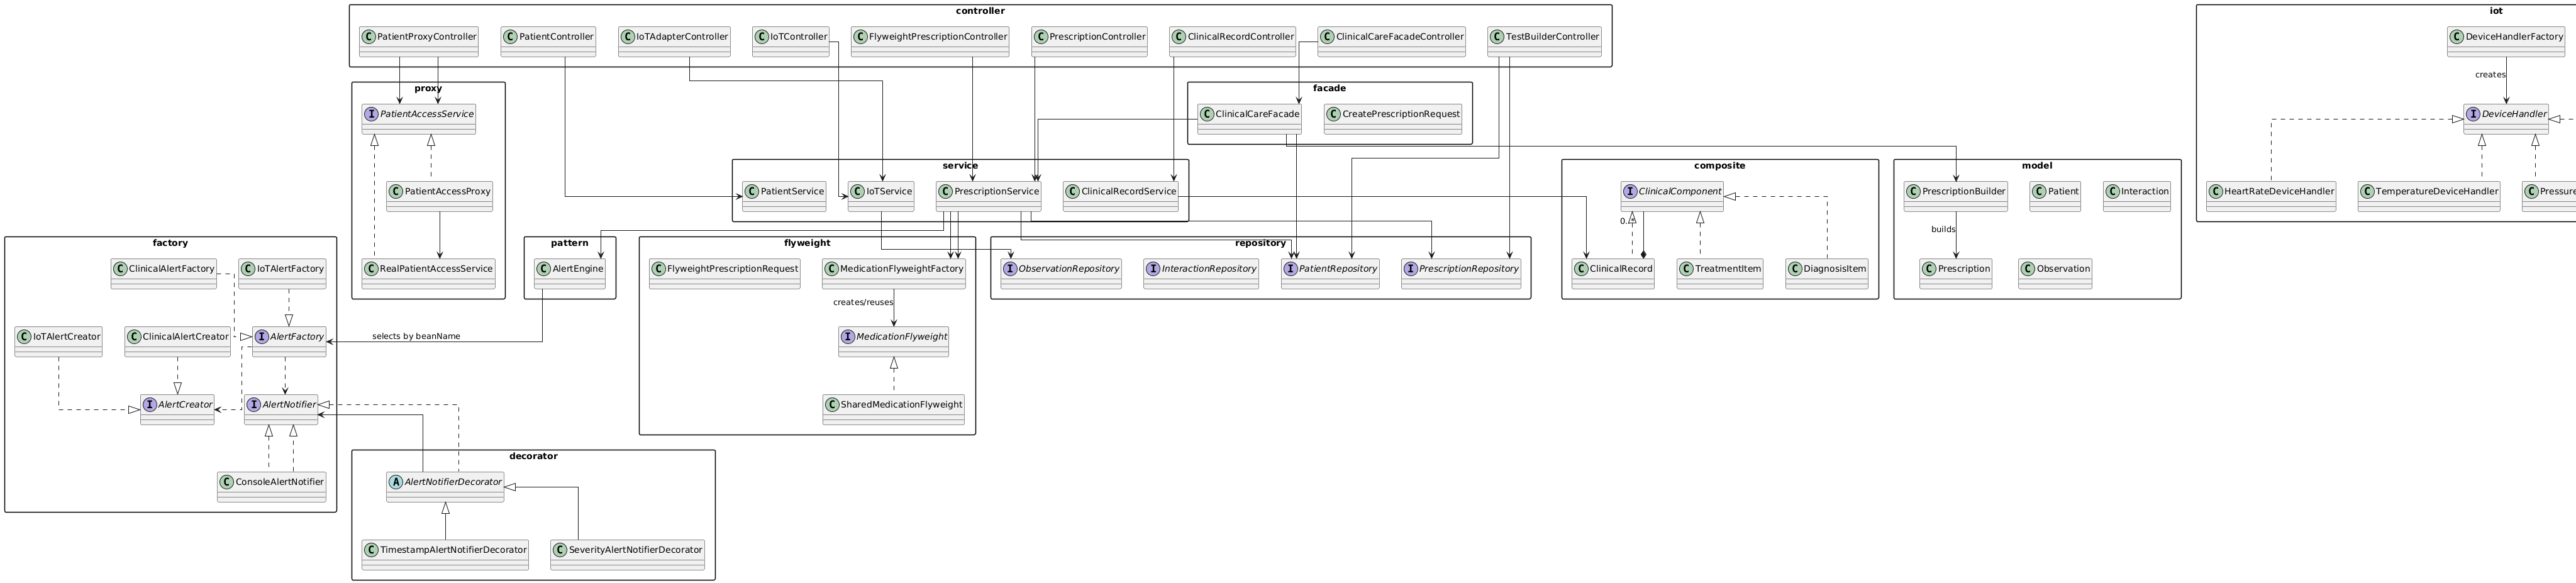 controller
PatientProxyController
PatientController
IoTAdapterController
IoTController
FlyweightPrescriptionController
PrescriptionController
ClinicalRecordController
ClinicalCareFacadeController
TestBuilderController
iot
DeviceHandlerFactory
creates
DeviceHandler
HeartRateDeviceHandler
TemperatureDeviceHandler
Pressure
proxy
PatientAccessService
PatientAccessProxy
RealPatientAccessService
facade
ClinicalCareFacade
CreatePrescriptionRequest
service
PatientService
IoTService
PrescriptionService
ClinicalRecordService
composite
ClinicalComponent
0..*
ClinicalRecord
TreatmentItem
DiagnosisItem
model
PrescriptionBuilder
Patient
Interaction
builds
Prescription
Observation
factory
ClinicalAlertFactory
IoTAlertFactory
IoTAlertCreator
ClinicalAlertCreator
AlertFactory
AlertCreator
AlertNotifier
ConsoleAlertNotifier
pattern
AlertEngine
selects by beanName
flyweight
FlyweightPrescriptionRequest
MedicationFlyweightFactory
creates/reuses
MedicationFlyweight
SharedMedicationFlyweight
repository
ObservationRepository
InteractionRepository
PatientRepository
PrescriptionRepository
decorator
AlertNotifierDecorator
TimestampAlertNotifierDecorator
SeverityAlertNotifierDecorator